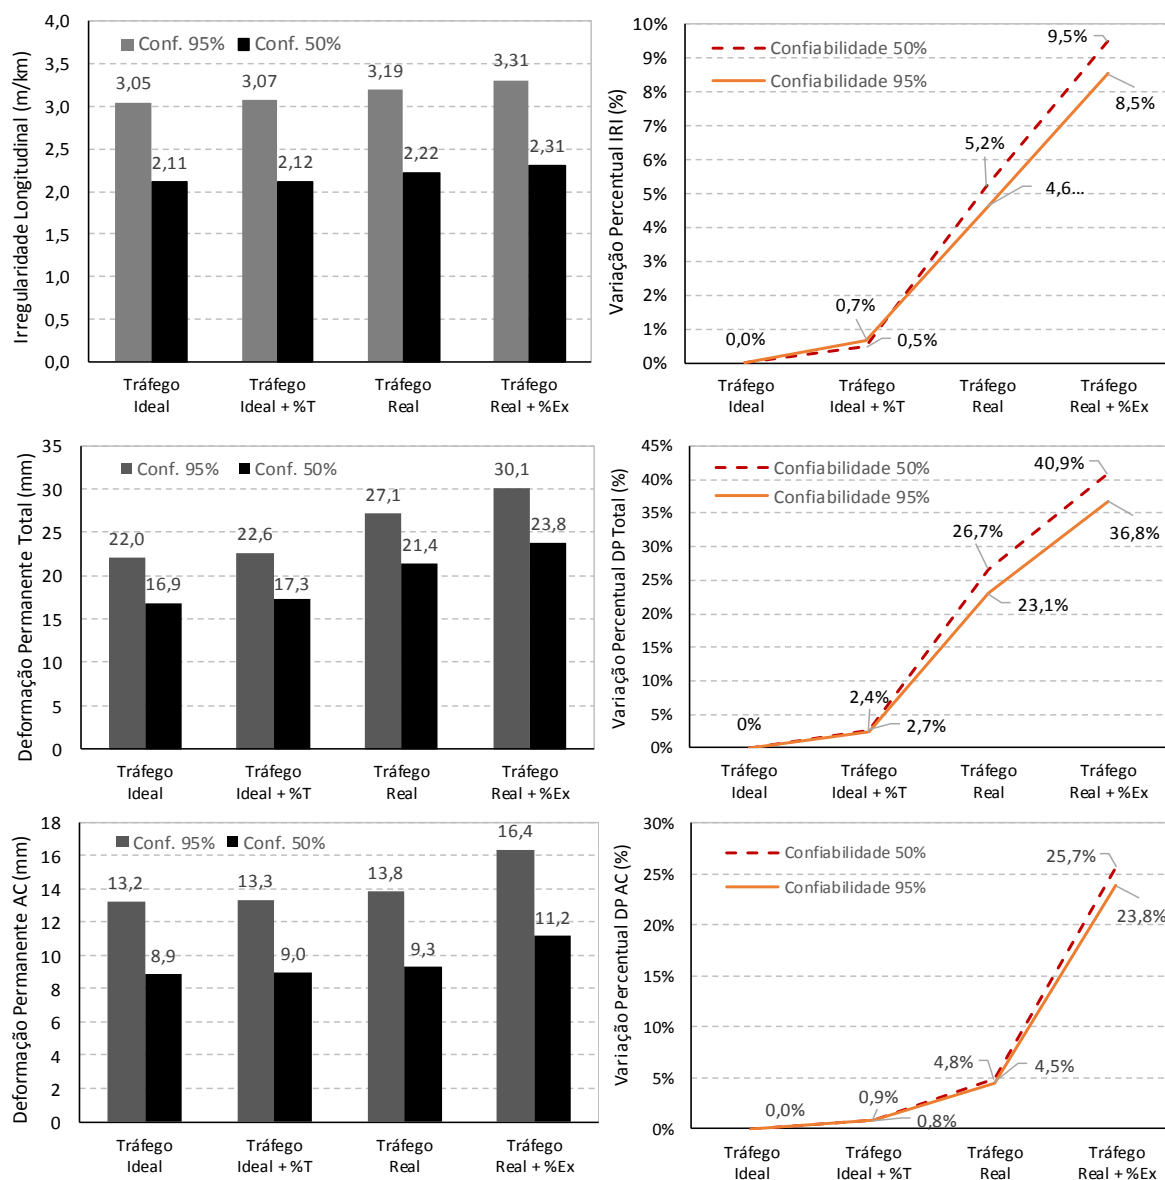 Irregularidade Longitudinal (m/km)
4,0
3,5
3,0
2,5
2,0
1,5
1,0
0,5
0,0
Conf. 95%
Conf. 50%
3,05
2,11
3,07
2,12
3,19
2,22
3,31
2,31
Tráfego
Ideal
Tráfego
Ideal + %T
Tráfego
Real
Tráfego
Real + %Ex
Variação Percentual IRI (%)
10%
9%
8%
7%
6%
5%
4%
3%
2%
1%
0%
Confiabilidade 50%
Confiabilidade 95%
0,0%
0,7%
0,5%
5,2%
4,6...
9,5%
8,5%
Tráfego
Ideal
Tráfego
Ideal + %T
Tráfego
Real
Tráfego
Real + %Ex
Deformação Permanente Total (mm)
35
30
25
20
15
10
5
0
Conf. 95%
Conf. 50%
22,0
16,9
22,6
17,3
27,1
21,4
30,1
23,8
Tráfego
Ideal
Tráfego
Ideal + %T
Tráfego
Real
Tráfego
Real + %Ex
Variação Percentual DP Total (%)
45%
40%
35%
30%
25%
20%
15%
10%
5%
0%
Confiabilidade 50%
Confiabilidade 95%
0%
2,4%
2,7%
26,7%
23,1%
40,9%
36,8%
Tráfego
Ideal
Tráfego
Ideal + %T
Tráfego
Real
Tráfego
Real + %Ex
Deformação Permanente AC (mm)
18
16
14
12
10
8
6
4
2
0
Conf. 95%
Conf. 50%
13,2
8,9
13,3
9,0
13,8
9,3
16,4
11,2
Tráfego
Ideal
Tráfego
Ideal + %T
Tráfego
Real
Tráfego
Real + %Ex
Variação Percentual DP AC (%)
30%
25%
20%
15%
10%
5%
0%
Confiabilidade 50%
Confiabilidade 95%
0,0%
0,9%
0,8%
4,8%
4,5%
25,7%
23,8%
Tráfego
Ideal
Tráfego
Ideal + %T
Tráfego
Real
Tráfego
Real + %Ex